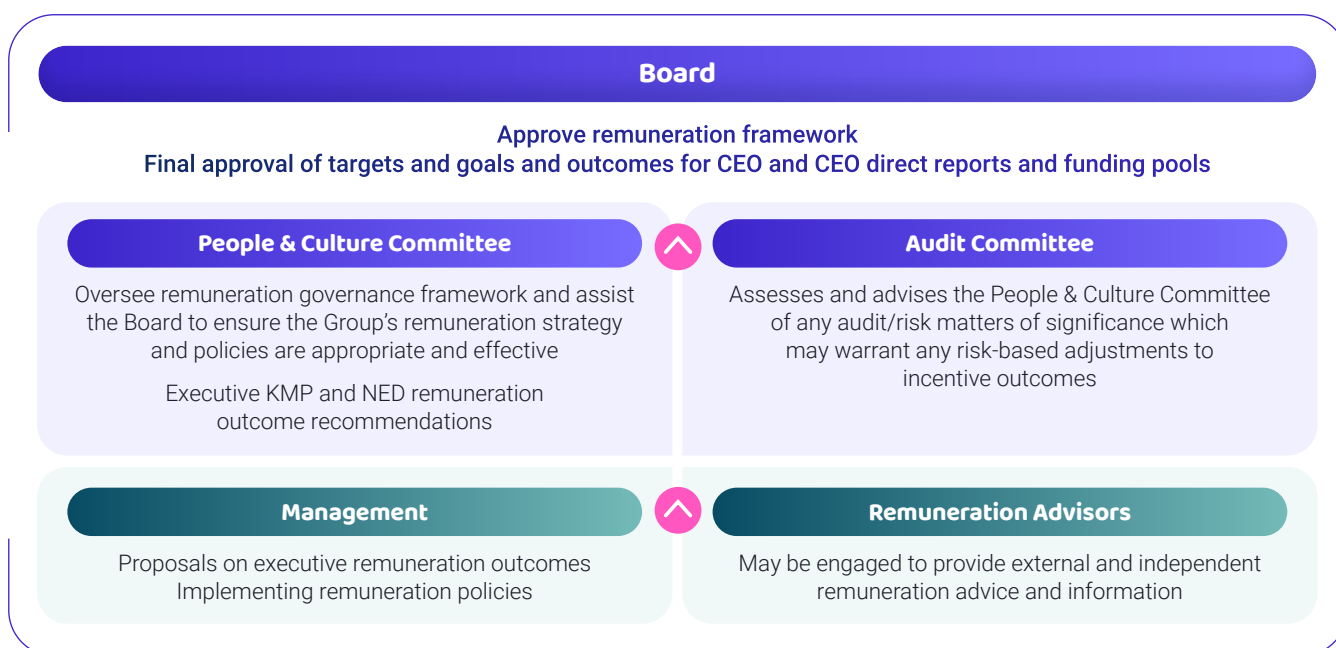 Board
Approve remuneration framework
Final approval of targets and goals and outcomes for CEO and CEO direct reports and funding pools
People & Culture Committee
Oversee remuneration governance framework and assist
the Board to ensure the Group’s remuneration strategy
and policies are appropriate and effective
Executive KMP and NED remuneration
outcome recommendations
Audit Committee
Assesses and advises the People & Culture Committee
of any audit/risk matters of significance which
may warrant any risk-based adjustments to
incentive outcomes
Management
Proposals on executive remuneration outcomes
Implementing remuneration policies
Remuneration Advisors
May be engaged to provide external and independent
remuneration advice and information